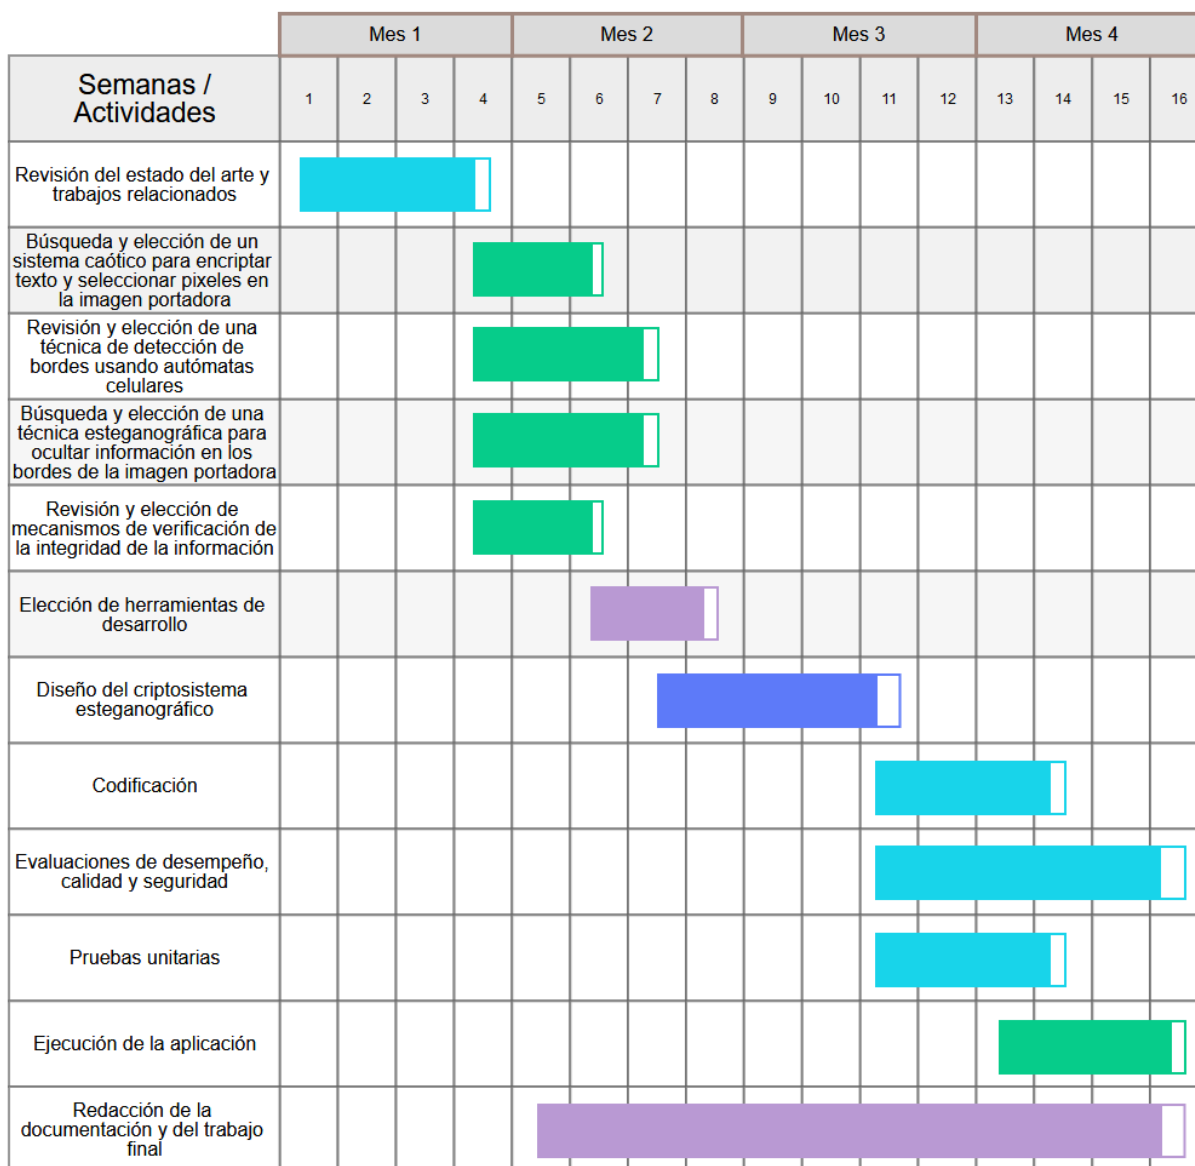 Mes 1
Mes 2
Mes 3
Mes 4
Semanas /
Actividades
1
2
3
4
5
6
7
8
9
10
11
12
13
14
15
16
Revisión del estado del arte y
trabajos relacionados
Búsqueda y elección de un
sistema caótico para encriptar
texto y seleccionar pixeles en
la imagen portadora
Revisión y elección de una
técnica de detección de
bordes usando autómatas
celulares
Búsqueda y elección de una
técnica esteganográfica para
ocultar información en los
bordes de la imagen portadora
Revisión y elección de
mecanismos de verificación de
la integridad de la información
Elección de herramientas de
desarrollo
Diseño del criptosistema
esteganográfico
Codificación
Evaluaciones de desempeño,
calidad y seguridad
Pruebas unitarias
Ejecución de la aplicación
Redacción de la
documentación y del trabajo
final